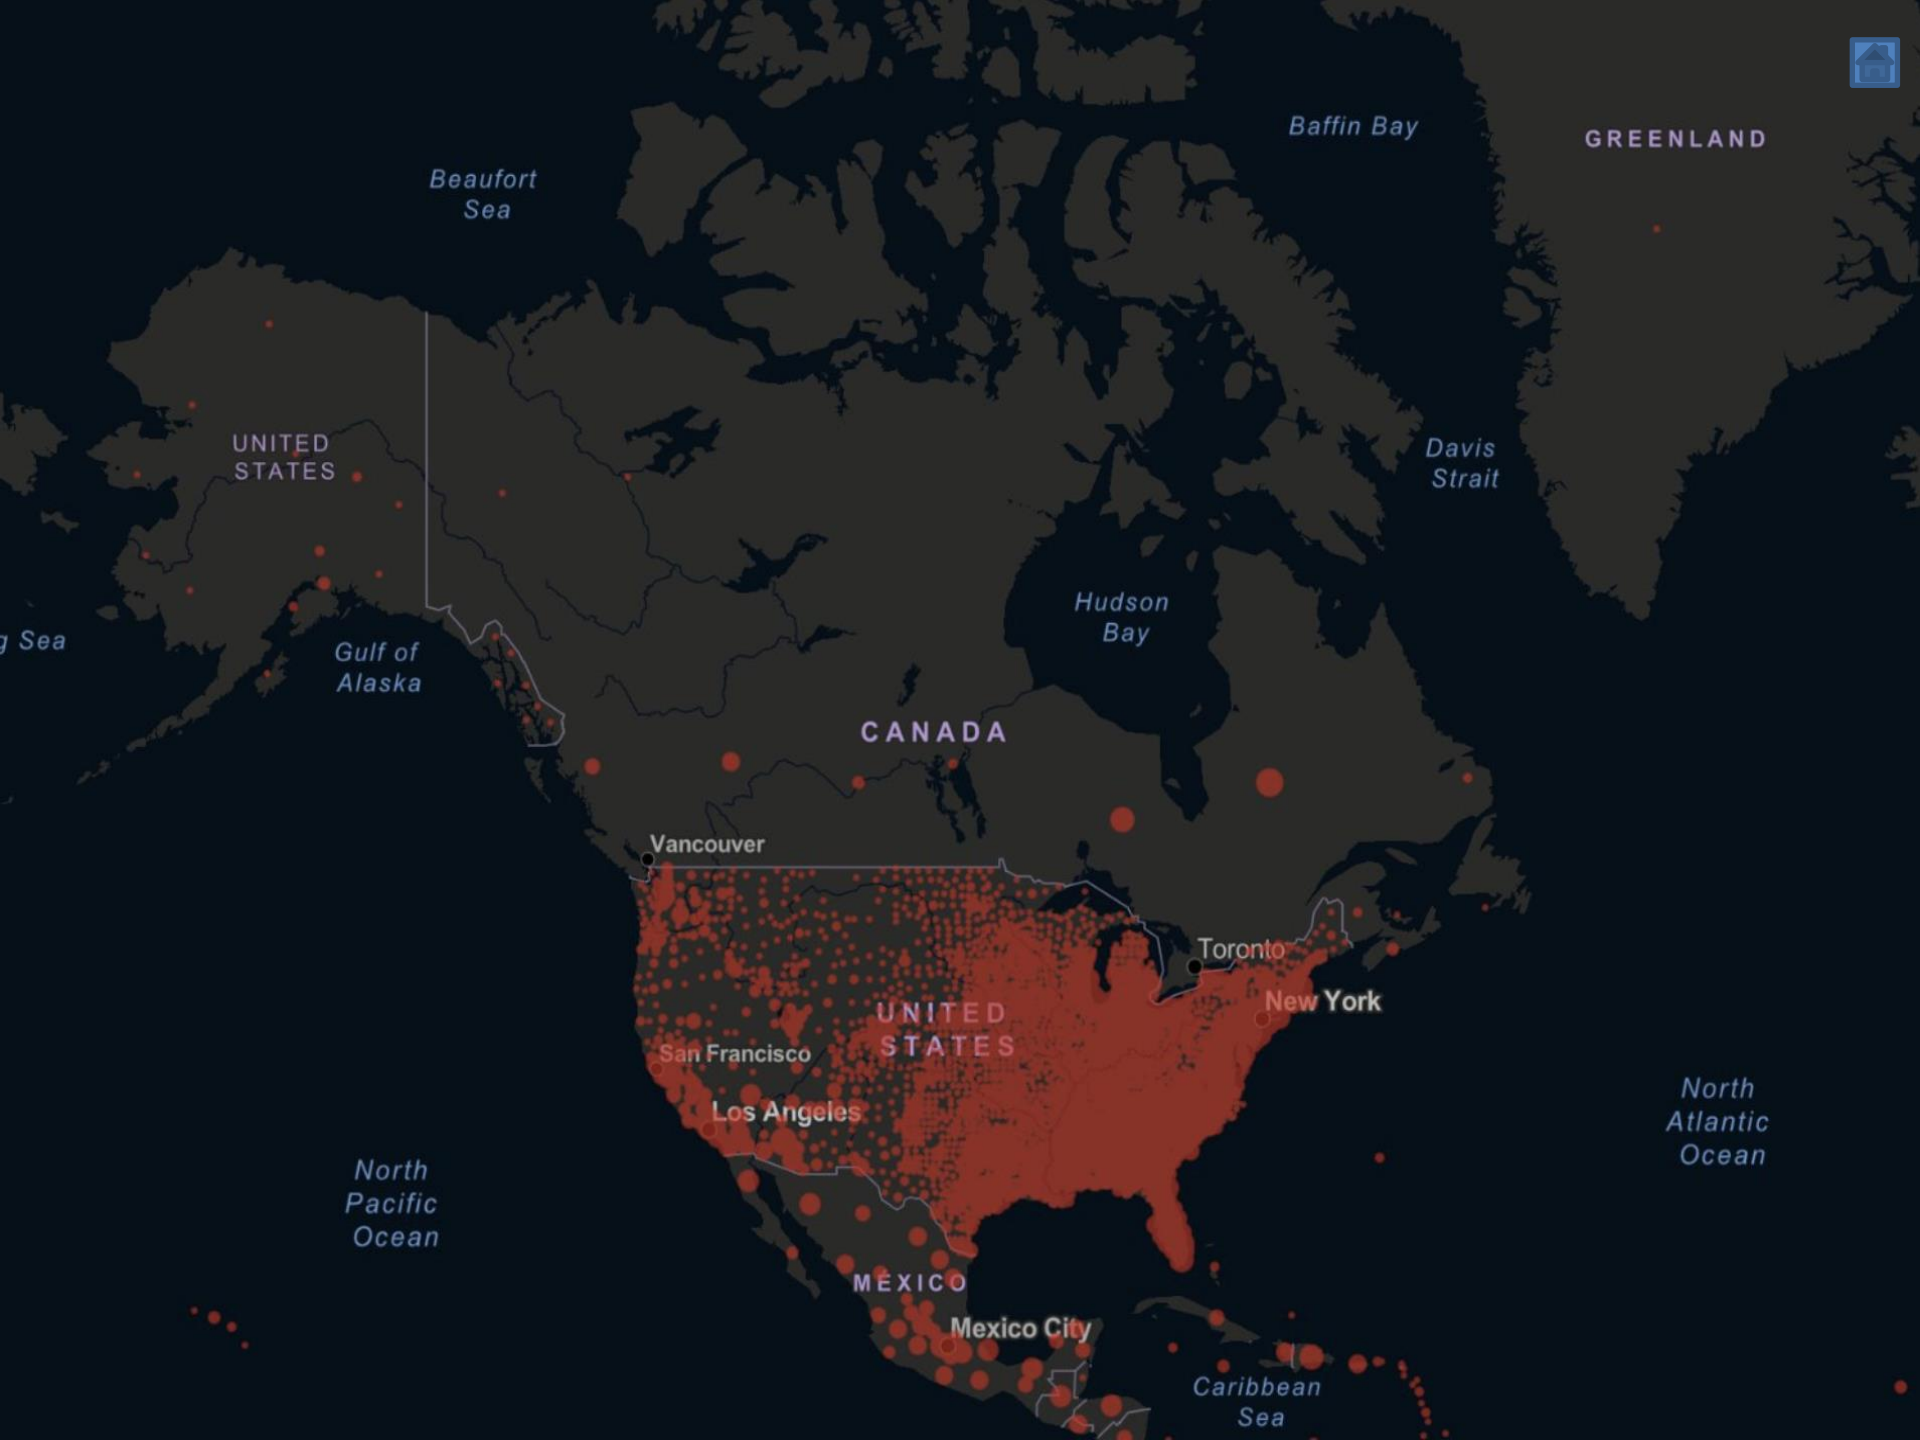 Baffin Bay
GREENLAND
Beaufort
Sea
UNITED
STATES
Davis
Strait
Hudson
Bay
g Sea
Gulf of
Alaska
CANADA
Vancouver
Toronto
New York
UNITED
STATES
San Francisco
Los Angeles
North
Atlantic
Ocean
North
Pacific
Ocean
MÉXICO
Mexico City
Caribbean
Sea